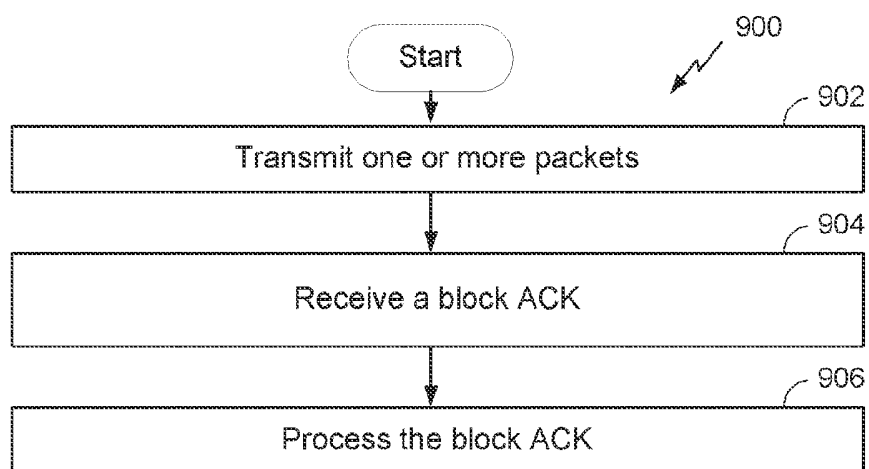 900
Start
902
Transmit one or more packets
904
Receive a block ACK
906
Process the block ACK